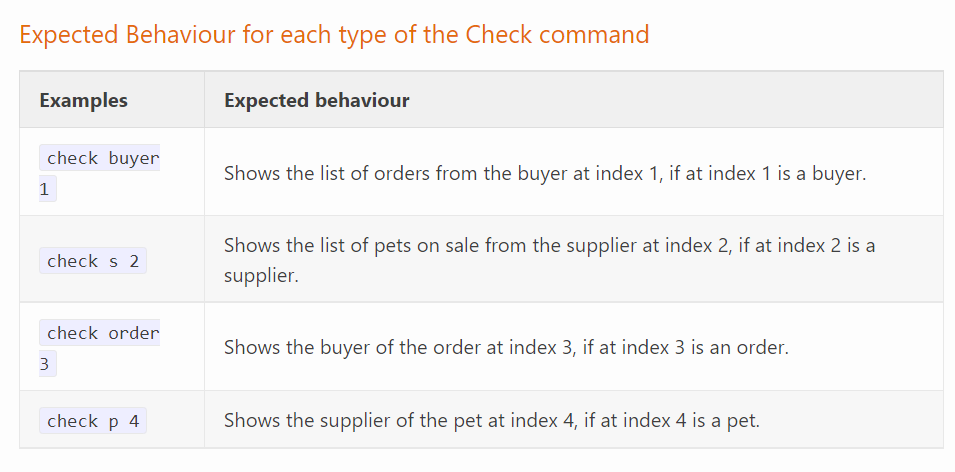 Expected Behaviour for each type of the Check command
Examples
Expected behaviour
check buyer
1
Shows the list of orders from the buyer at index 1, if at index 1 is a buyer.
check s 2
Shows the list of pets on sale from the supplier at index 2, if at index 2 is a
supplier.
check order
3
Shows the buyer of the order at index 3, if at index 3 is an order.
check p 4
Shows the supplier of the pet at index 4, if at index 4 is a pet.